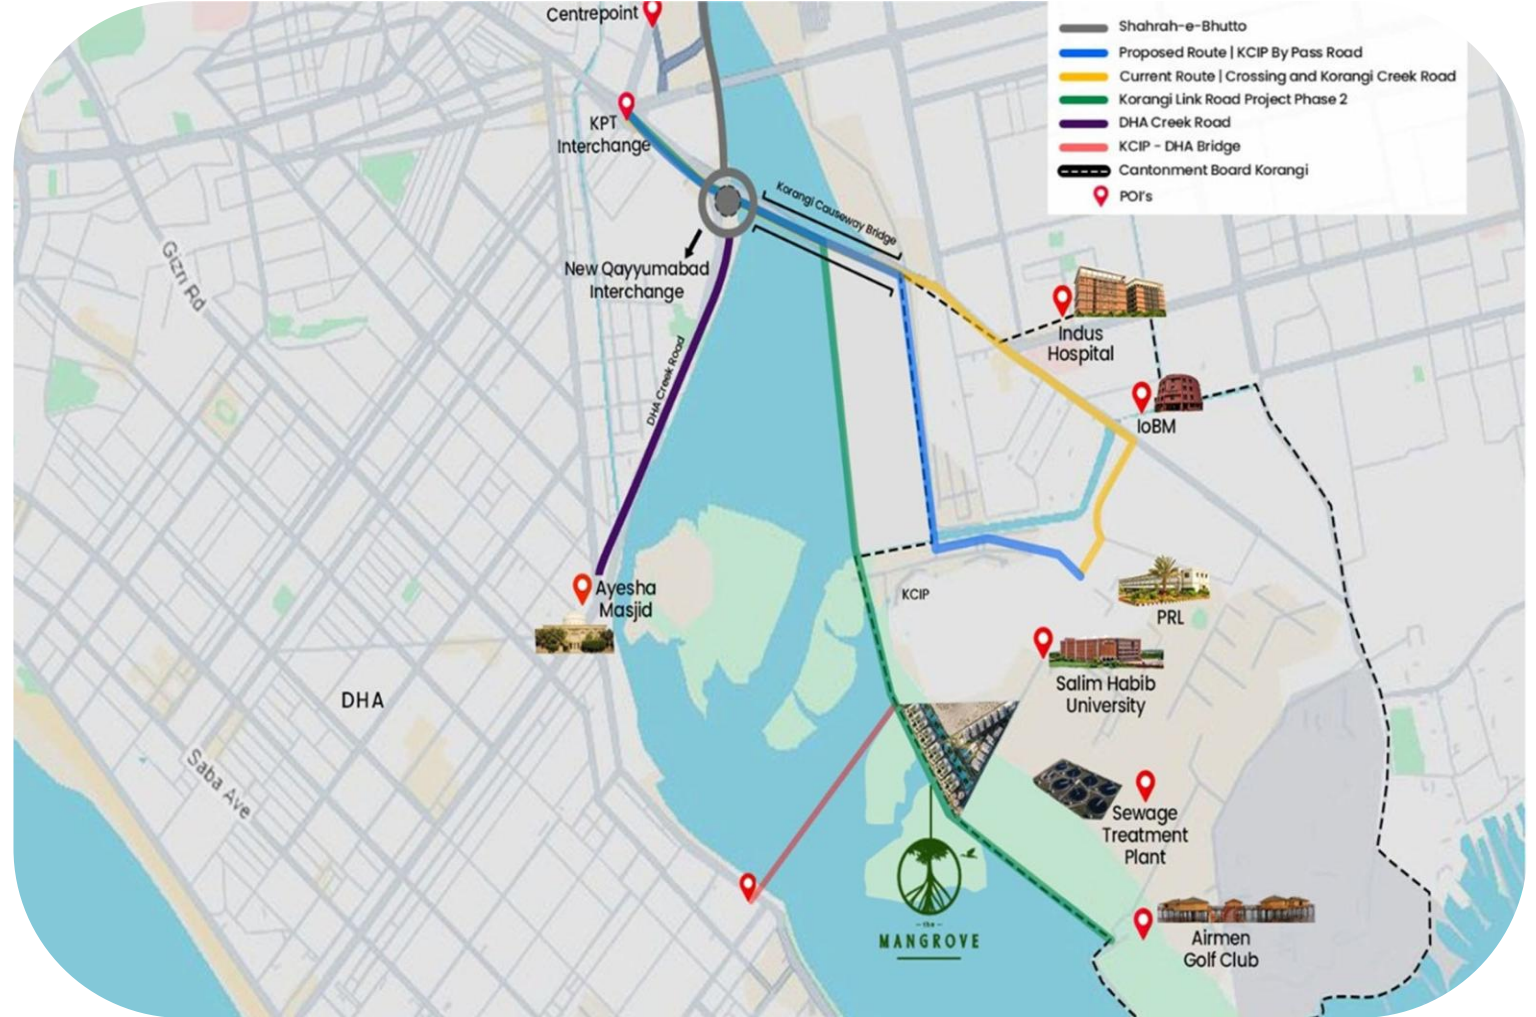 Centrepoint
Shahrah-e-Bhutto
Proposed Route | KCIP By Pass Road
Current Route | Crossing and Korangi Creek Road
Korangi Link Road Project Phase 2
DHA Creek Road
KCIP - DHA Bridge
Cantonment Board Korangi
POI's
KPT
Interchange
Korangi Causeway Bridge
New Qayyumabad
Interchange
Gizri Rd
DHA Creek Road
Indus
Hospital
IoBM
Ayesha
Masjid
KCIP
PRL
Salim Habib
University
DHA
Saba Ave
Sewage
Treatment
Plant
the
MANGROVE
Airmen
Golf Club